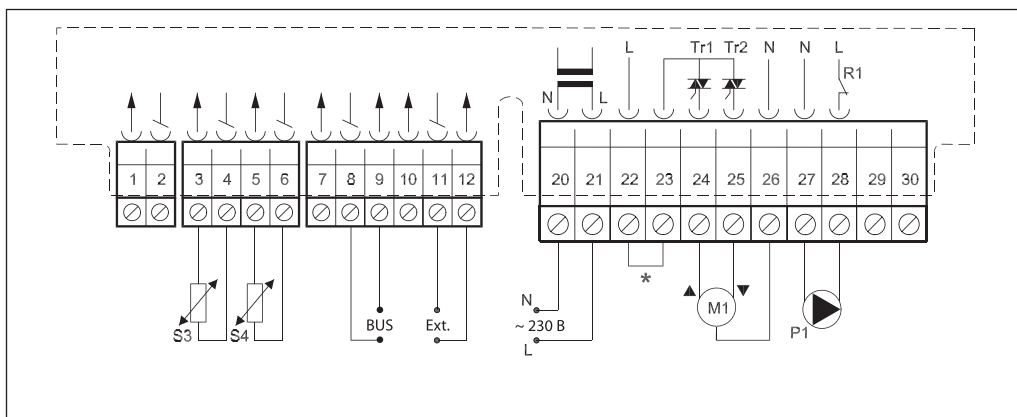 L Tr1 Tr2 N N L
R1
N L
1 2 3 4 5 6 7 8 9 10 11 12 20 21 22 23 24 25 26 27 28 29 30
*
N
M1
S3 S4 BUS Ext. ~ 230 В P1
L